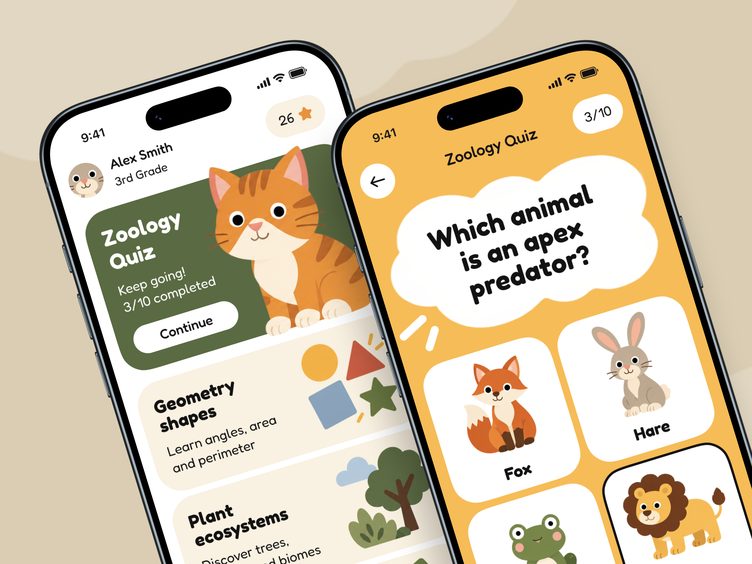 9:41
26
Alex Smith
3rd Grade
Zoology
Quiz
Keep going!
3/10 completed
Continue
Geometry
shapes
Learn angles, area
and perimeter
Plant
ecosystems
Discover trees,
biomes
9:41
Zoology Quiz
3/10
Which animal
is an apex
predator?
Fox
Hare